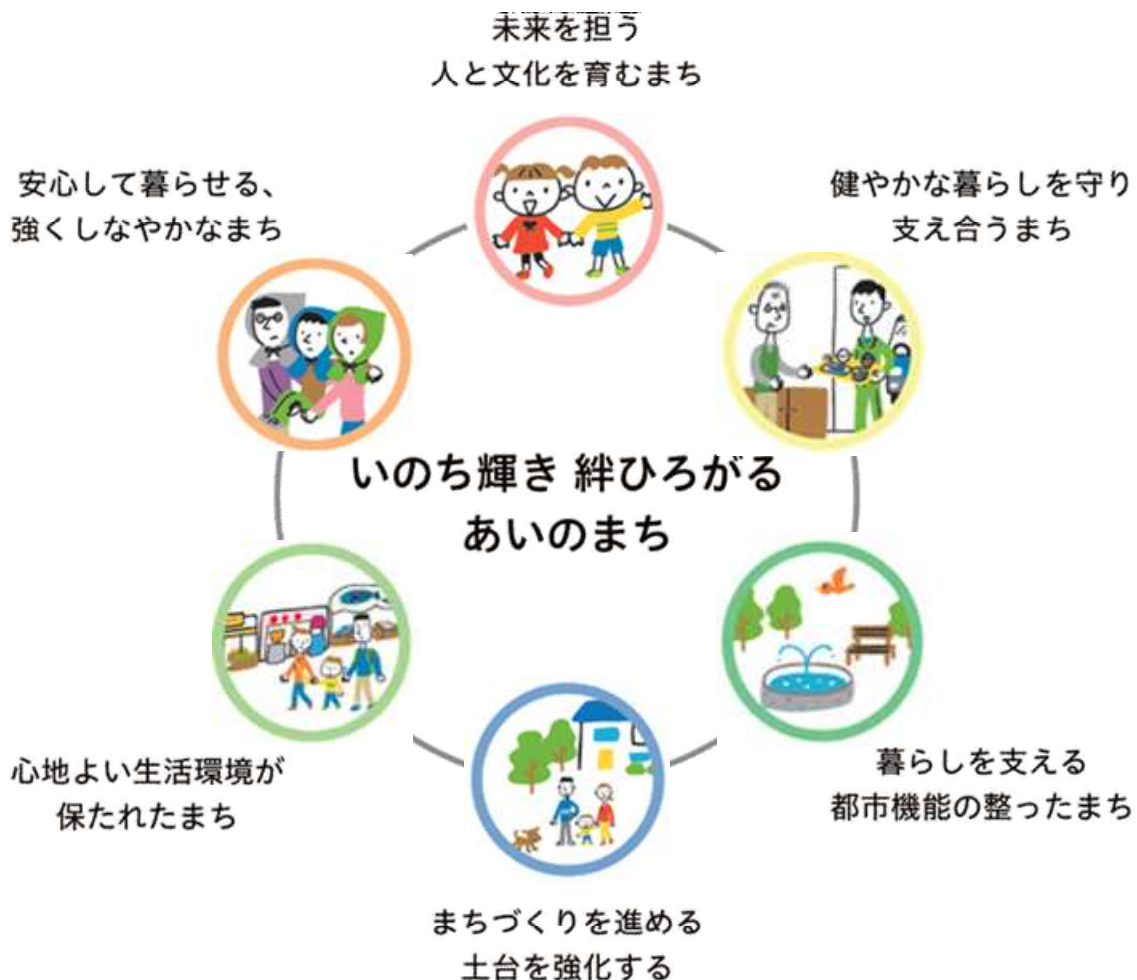 未来を担う
人と文化を育むまち
安心して暮らせる、
強くしなやかなまち
健やかな暮らしを守り
支え合うまち
いのち輝き 絆ひろがる
あいのまち
心地よい生活環境が
保たれたまち
暮らしを支える
都市機能の整ったまち
まちづくりを進める
土台を強化する